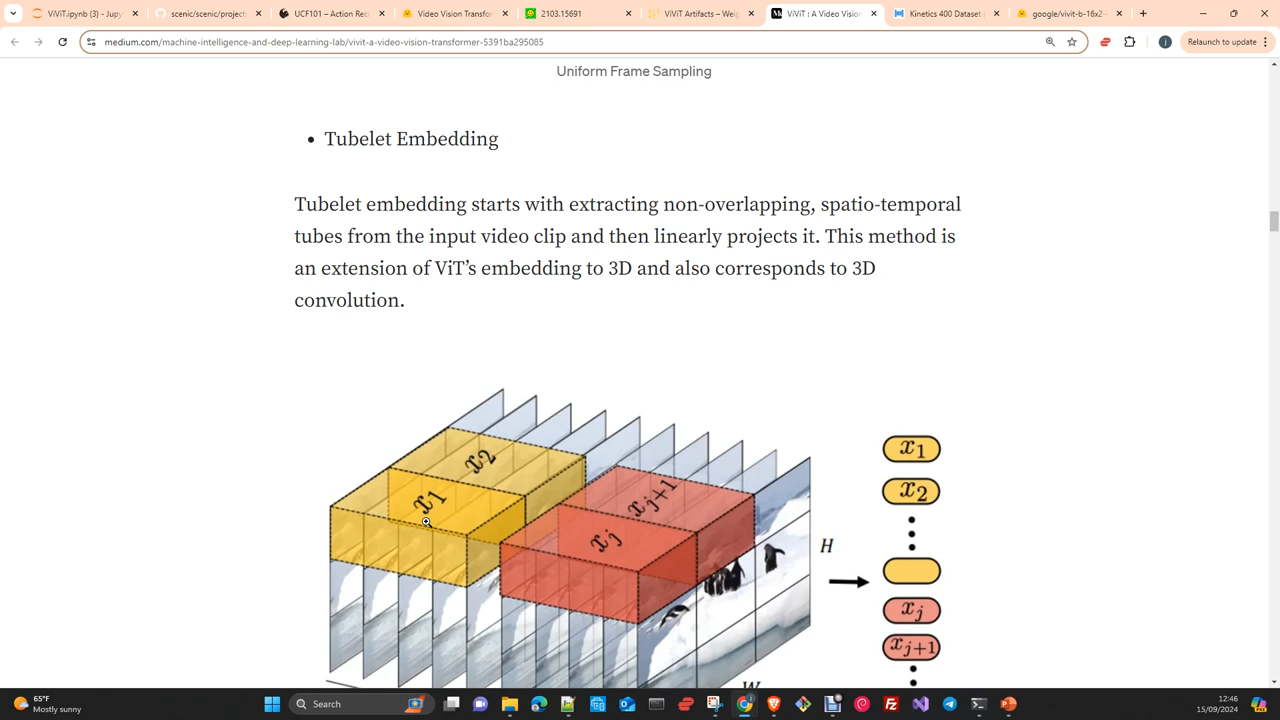 ViViT.ipynb (3) - Jupy
scenic/scenic/project
UCF101 – Action Rec
Video Vision Transfor
2103.15691
ViViT Artifacts – Weig
ViViT : A Video Vision
Kinetics 400 Dataset |
google/vivit-b-16x2-
medium.com/machine-intelligence-and-deep-learning-lab/vivit-a-video-vision-transformer-5391ba295085
Relaunch to update
Uniform Frame Sampling
• Tubelet Embedding
Tubelet embedding starts with extracting non-overlapping, spatio-temporal
tubes from the input video clip and then linearly projects it. This method is
an extension of ViT’s embedding to 3D and also corresponds to 3D
convolution.
x2
x1
xj+1
xj
H
W
x1
x2
xj
xj+1
65°F
Mostly sunny
Search
12:46
15/09/2024